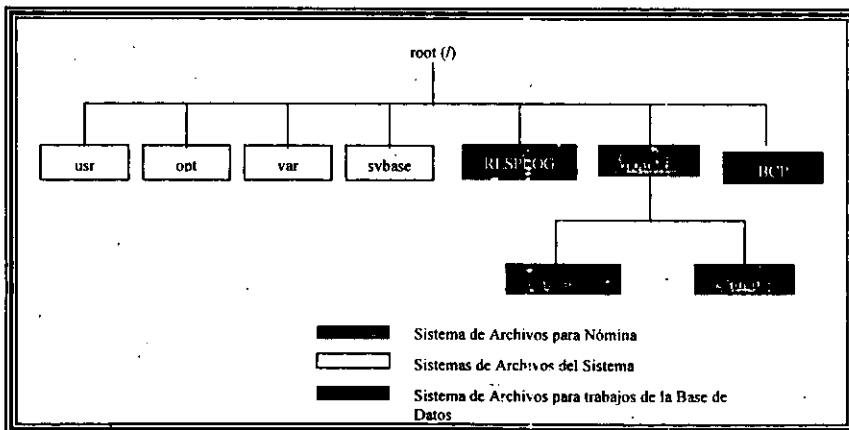 root (/)
usr
opt
var
sybase
BCP
Sistema de Archivos para Nómina
Sistemas de Archivos del Sistema
Sistema de Archivos para trabajos de la Base de
Datos